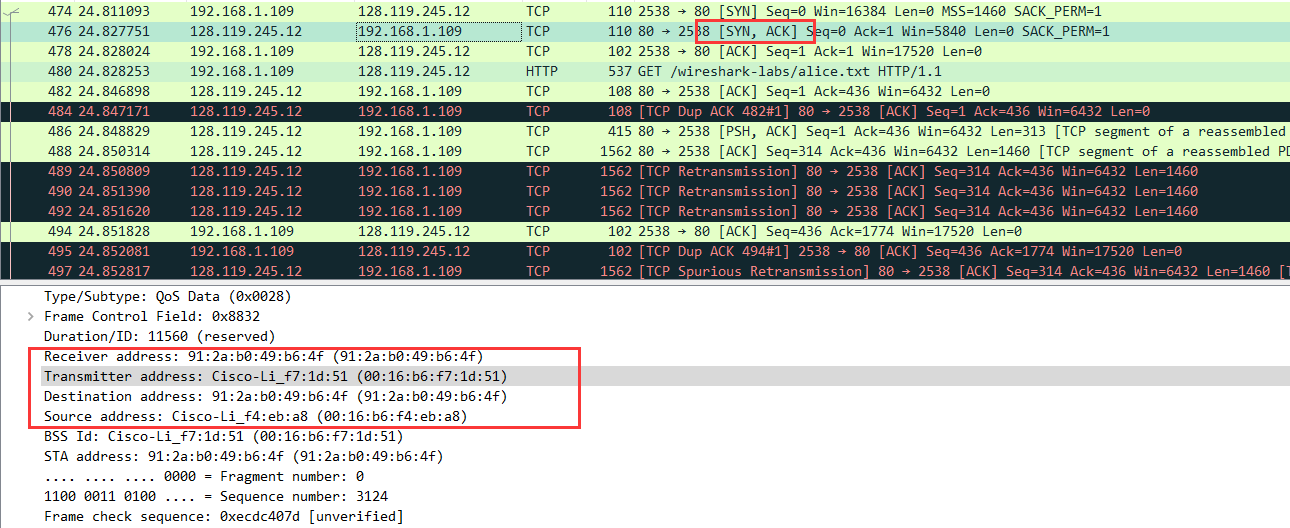 474 24.811093 192.168.1.109 128.119.245.12 TCP 110 2538 → 80 [SYN] Seq=0 Win=16384 Len=0 MSS=1460 SACK_PERM=1
476 24.827751 128.119.245.12 192.168.1.109 TCP 110 80 → 2538 [SYN, ACK] Seq=0 Ack=1 Win=5840 Len=0 SACK_PERM=1
478 24.828024 192.168.1.109 128.119.245.12 TCP 102 2538 → 80 [ACK] Seq=1 Ack=1 Win=17520 Len=0
480 24.828253 192.168.1.109 128.119.245.12 HTTP 537 GET /wireshark-labs/alice.txt HTTP/1.1
482 24.846898 128.119.245.12 192.168.1.109 TCP 108 80 → 2538 [ACK] Seq=1 Ack=436 Win=6432 Len=0
484 24.847171 128.119.245.12 192.168.1.109 TCP 108 [TCP Dup ACK 482#1] 80 → 2538 [ACK] Seq=1 Ack=436 Win=6432 Len=0
486 24.848829 128.119.245.12 192.168.1.109 TCP 415 80 → 2538 [PSH, ACK] Seq=1 Ack=436 Win=6432 Len=313 [TCP segment of a reassembled
488 24.850314 128.119.245.12 192.168.1.109 TCP 1562 80 → 2538 [ACK] Seq=314 Ack=436 Win=6432 Len=1460 [TCP segment of a reassembled PD
489 24.850809 128.119.245.12 192.168.1.109 TCP 1562 [TCP Retransmission] 80 → 2538 [ACK] Seq=314 Ack=436 Win=6432 Len=1460
490 24.851390 128.119.245.12 192.168.1.109 TCP 1562 [TCP Retransmission] 80 → 2538 [ACK] Seq=314 Ack=436 Win=6432 Len=1460
492 24.851620 128.119.245.12 192.168.1.109 TCP 1562 [TCP Retransmission] 80 → 2538 [ACK] Seq=314 Ack=436 Win=6432 Len=1460
494 24.851828 192.168.1.109 128.119.245.12 TCP 102 2538 → 80 [ACK] Seq=436 Ack=1774 Win=17520 Len=0
495 24.852081 192.168.1.109 128.119.245.12 TCP 102 [TCP Dup ACK 494#1] 2538 → 80 [ACK] Seq=436 Ack=1774 Win=17520 Len=0
497 24.852817 128.119.245.12 192.168.1.109 TCP 1562 [TCP Spurious Retransmission] 80 → 2538 [ACK] Seq=314 Ack=436 Win=6432 Len=1460 [T
Type/Subtype: QoS Data (0x0028)
Frame Control Field: 0x8832
Duration/ID: 11560 (reserved)
Receiver address: 91:2a:b0:49:b6:4f (91:2a:b0:49:b6:4f)
Transmitter address: Cisco-Li_f7:1d:51 (00:16:b6:f7:1d:51)
Destination address: 91:2a:b0:49:b6:4f (91:2a:b0:49:b6:4f)
Source address: Cisco-Li_f4:eb:a8 (00:16:b6:f4:eb:a8)
BSS Id: Cisco-Li_f7:1d:51 (00:16:b6:f7:1d:51)
STA address: 91:2a:b0:49:b6:4f (91:2a:b0:49:b6:4f)
.... .... .... 0000 = Fragment number: 0
1100 0011 0100 .... = Sequence number: 3124
Frame check sequence: 0xecdc407d [unverified]